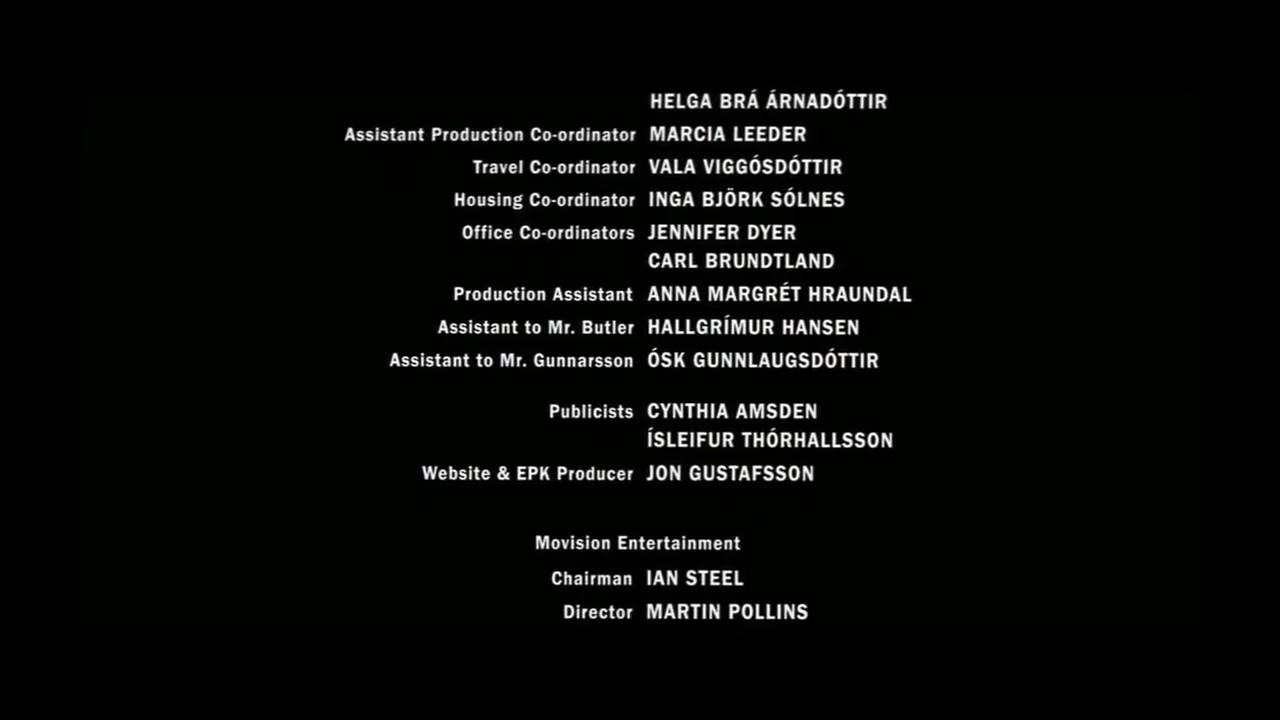 HELGA BRÁ ÁRNADÓTTIR
Assistant Production Co-ordinator MARCIA LEEDER
Travel Co-ordinator VALA VIGGÓSDÓTTIR
Housing Co-ordinator INGA BJÖRK SÓLNES
Office Co-ordinators JENNIFER DYER
CARL BRUNDTLAND
Production Assistant ANNA MARGRÉT HRAUNDAL
Assistant to Mr. Butler HALLGRÍMUR HANSEN
Assistant to Mr. Gunnarsson ÓSK GUNNLAUGSDÓTTIR
Publicists CYNTHIA AMSDEN
ÍSLEIFUR THÓRHALLSSON
Website & EPK Producer JON GUSTAFSSON
Movision Entertainment
Chairman IAN STEEL
Director MARTIN POLLINS